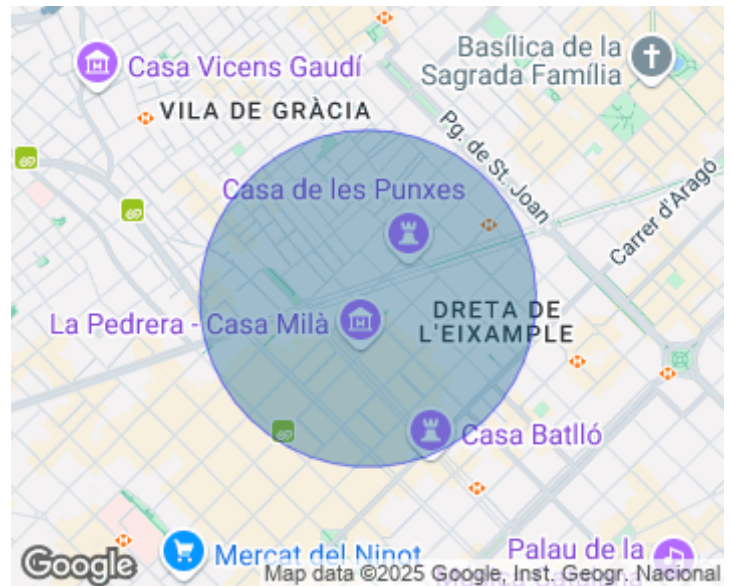 Basílica de la
Sagrada Família
Casa Vicens Gaudí
VILA DE GRÀCIA
Pg. de St. Joan
Carrer d'Aragó
Casa de les Punxes
La Pedrera - Casa Milà
DRETA DE
L'EIXAMPLE
Casa Batlló
Mercat del Ninot
Palau de la
Google
Map data ©2025 Google, Inst. Geogr. Nacional